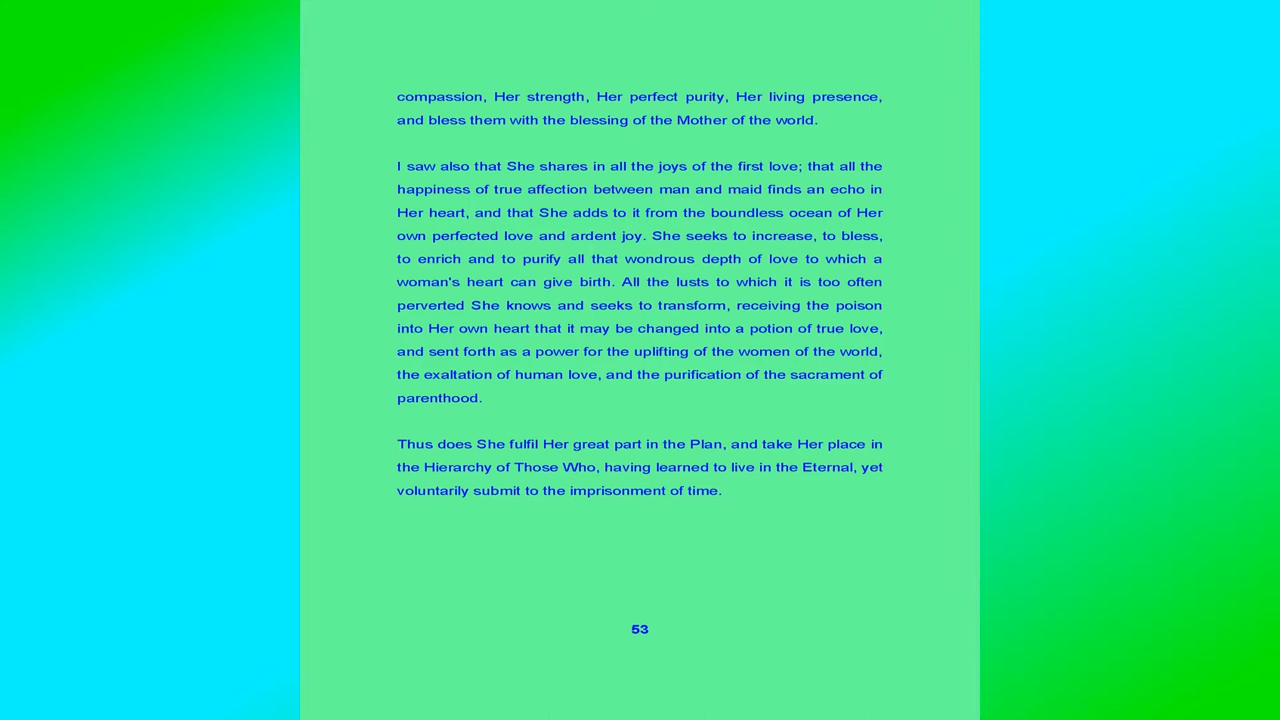 compassion, Her strength, Her perfect purity, Her living presence,
and bless them with the blessing of the Mother of the world.
I saw also that She shares in all the joys of the first love; that all the
happiness of true affection between man and maid finds an echo in
Her heart, and that She adds to it from the boundless ocean of Her
own perfected love and ardent joy. She seeks to increase, to bless,
to enrich and to purify all that wondrous depth of love to which a
woman's heart can give birth. All the lusts to which it is too often
perverted She knows and seeks to transform, receiving the poison
into Her own heart that it may be changed into a potion of true love,
and sent forth as a power for the uplifting of the women of the world,
the exaltation of human love, and the purification of the sacrament of
parenthood.
Thus does She fulfil Her great part in the Plan, and take Her place in
the Hierarchy of Those Who, having learned to live in the Eternal, yet
voluntarily submit to the imprisonment of time.
53